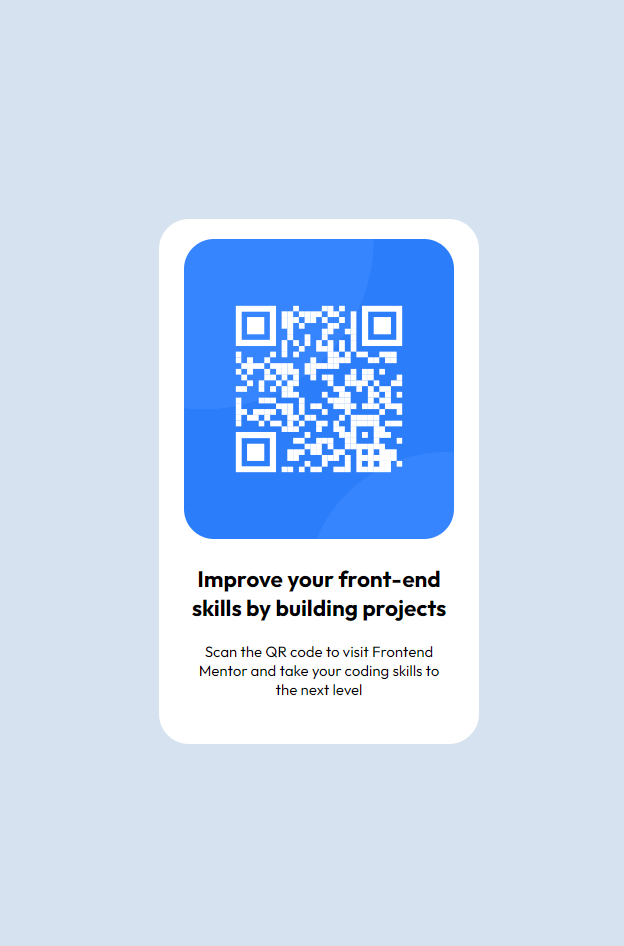 Improve your front-end
skills by building projects
Scan the QR code to visit Frontend
Mentor and take your coding skills to
the next level